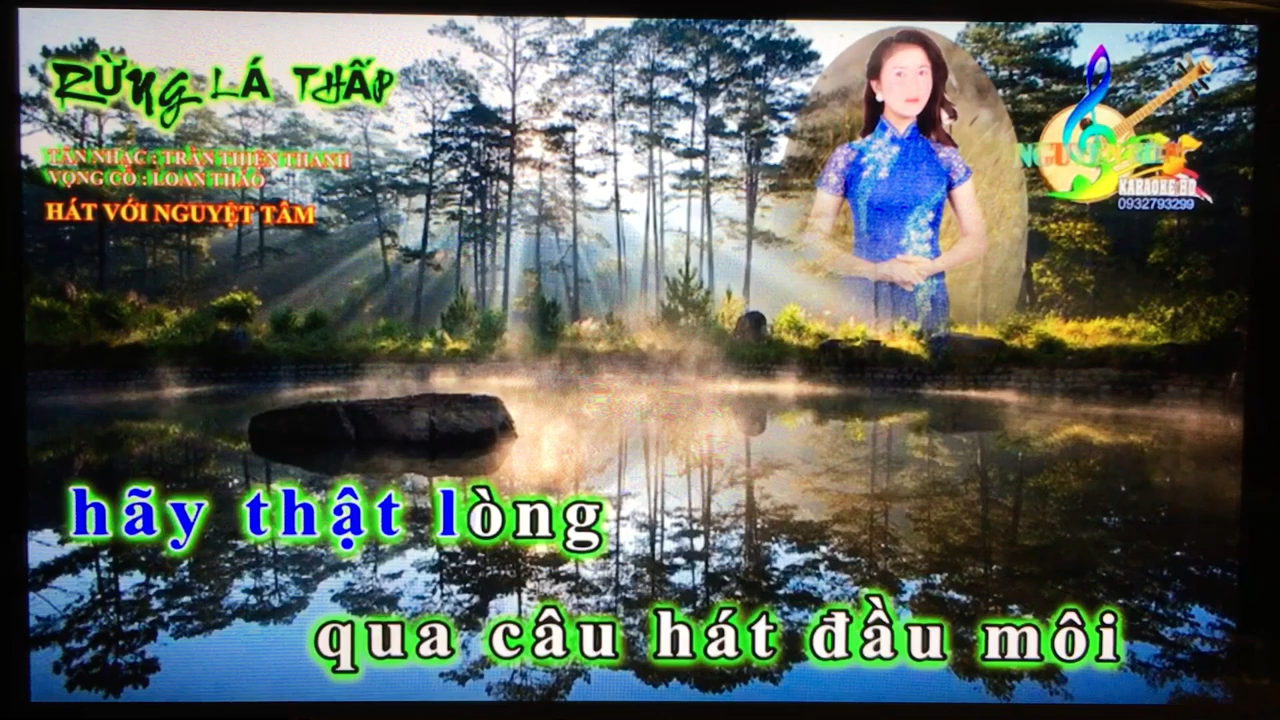 RỪNG LÁ THẤP
TÂN NHẠC : TRẦN THIỆN THANH
VỌNG CỔ : LOAN THẢO
HÁT VỚI NGUYỆT TÂM
KARAOKE HD
0932793299
hãy thật lòng
qua câu hát đầu môi